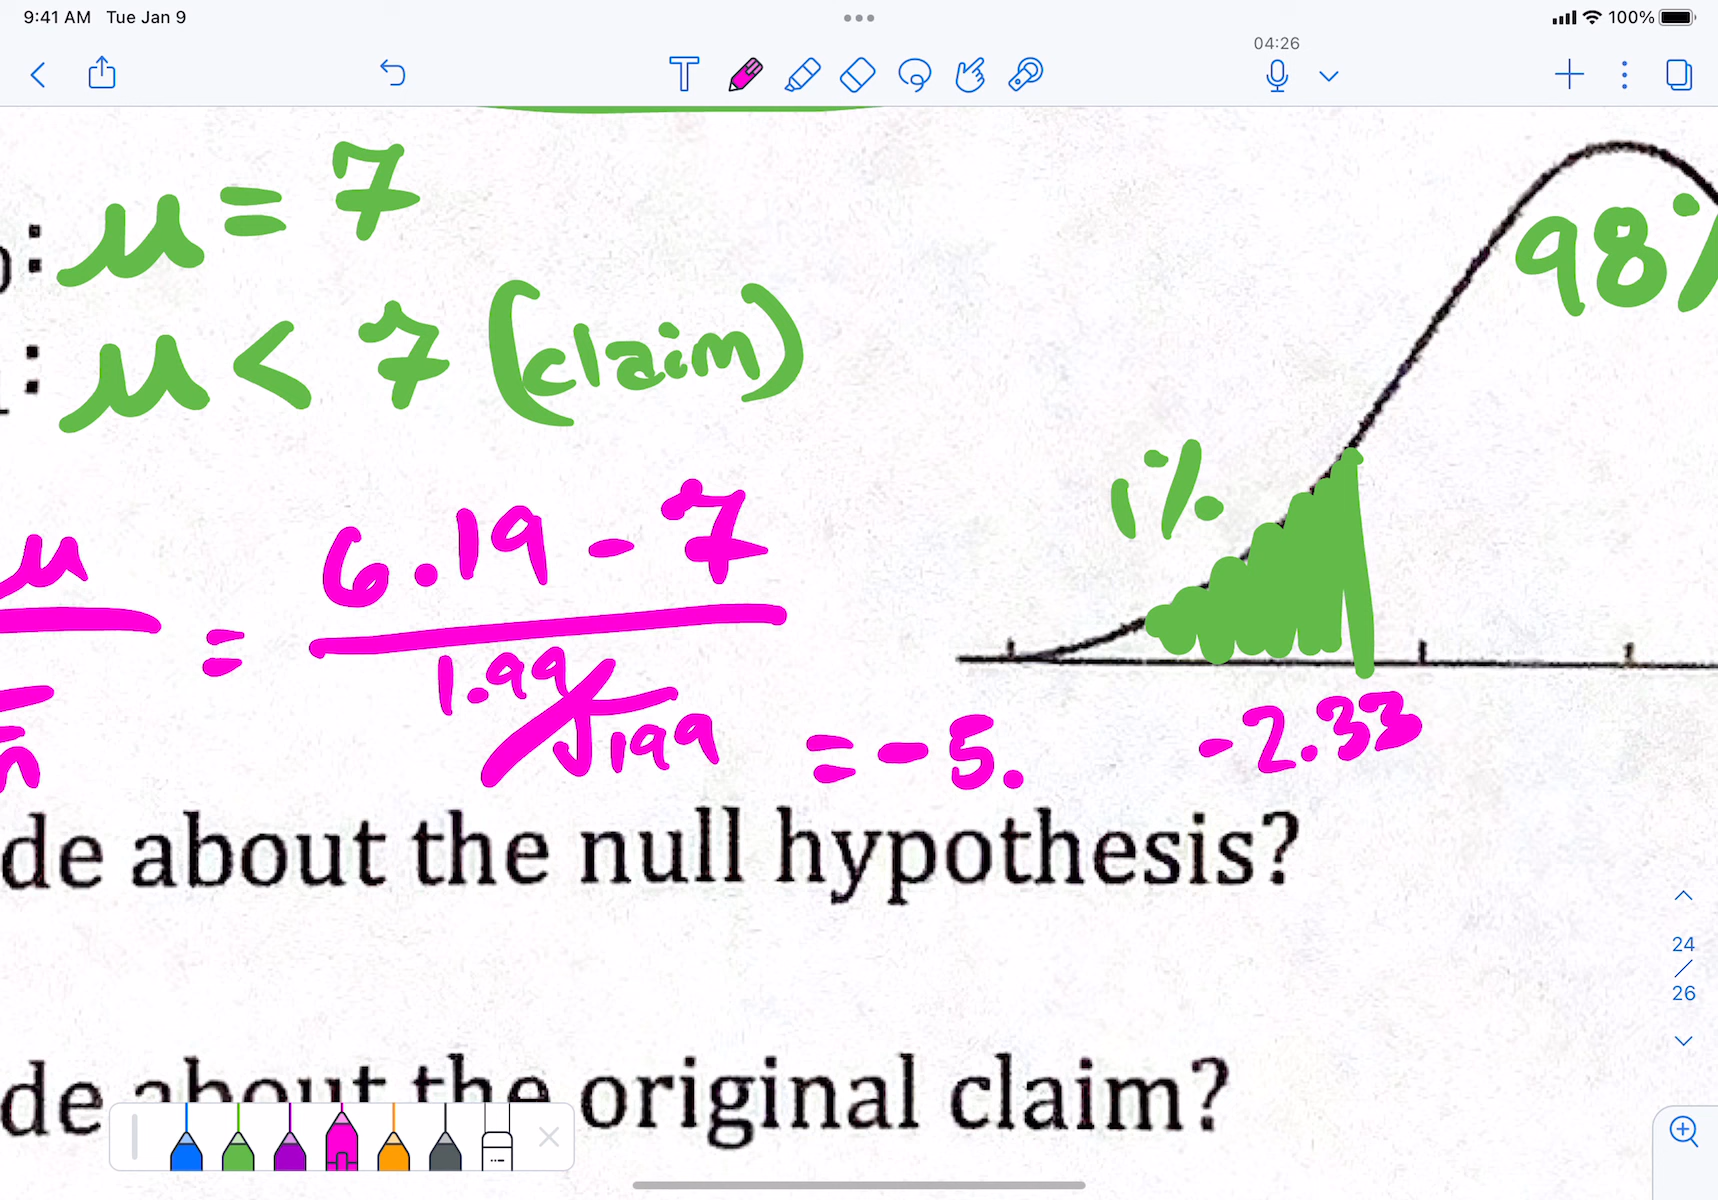 9:41 AM Tue Jan 9
100%
04:26
T
: μ = 7
98%
: μ < 7 (claim)
1%
μ = 6.19 - 7
1.99/√199 = -5.
-2.33
n
de about the null hypothesis?
24
/
26
de about the original claim?